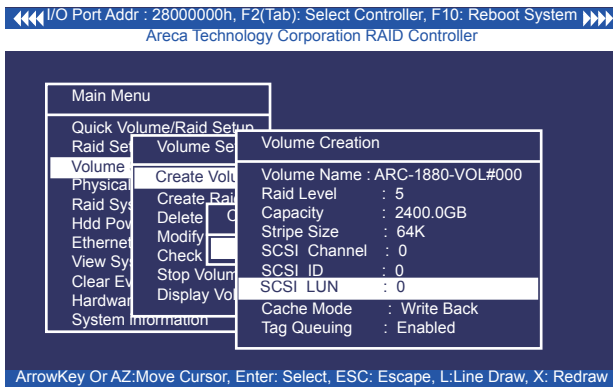 I/O Port Addr : 28000000h, F2(Tab): Select Controller, F10: Reboot System
Areca Technology Corporation RAID Controller
Main Menu
Quick Volume/Raid Setup
Raid Set
Volume
Physical
Raid Sys
Hdd Pow
Ethernet
View Sys
Clear Ev
Hardwar
System Information
Volume Se
Create Volu
Create Raid
Delete
Modify
Check
Stop Volum
Display Vol
C
Volume Creation
Volume Name : ARC-1880-VOL#000
Raid Level : 5
Capacity : 2400.0GB
Stripe Size : 64K
SCSI Channel : 0
SCSI ID : 0
SCSI LUN : 0
Cache Mode : Write Back
Tag Queuing : Enabled
ArrowKey Or AZ:Move Cursor, Enter: Select, ESC: Escape, L:Line Draw, X: Redraw